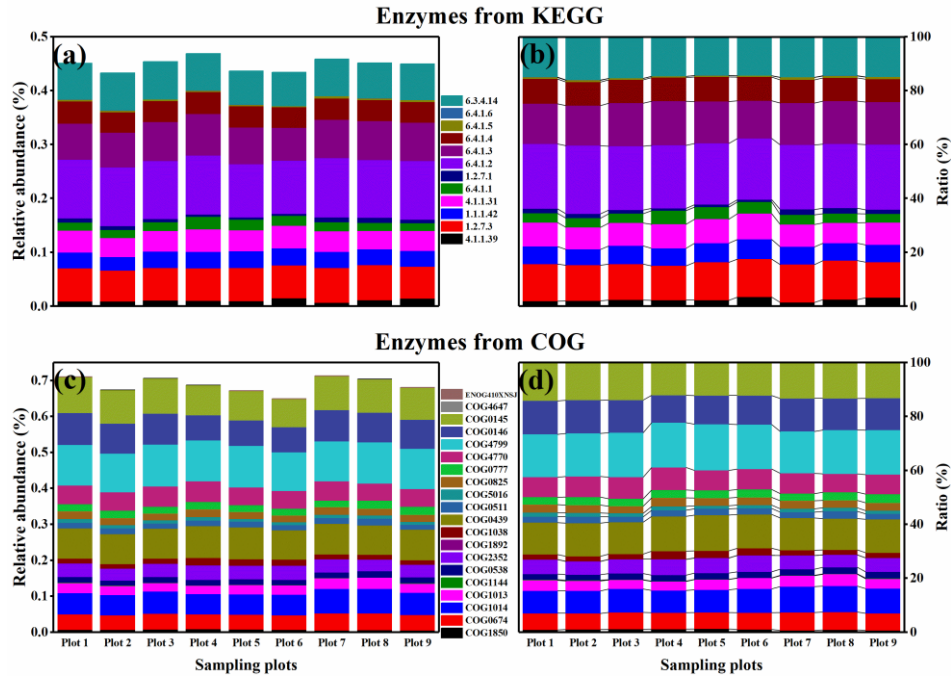 Enzymes from KEGG
(a)
(b)
Relative abundance (%)
0.5
0.4
0.3
0.2
0.1
0.0
6.3.4.14
6.4.1.6
6.4.1.5
6.4.1.4
6.4.1.3
6.4.1.2
1.2.7.1
6.4.1.1
4.1.1.31
1.1.1.42
1.2.7.3
4.1.1.39
100
80
60
40
20
0
Ratio (%)
Enzymes from COG
(c)
(d)
Relative abundance (%)
0.7
0.6
0.5
0.4
0.3
0.2
0.1
0.0
ENOG410XNSJ
COG4647
COG0145
COG0146
COG4799
COG4770
COG0777
COG0825
COG5016
COG0511
COG0439
COG1038
COG1892
COG2352
COG0538
COG1144
COG1013
COG1014
COG0674
COG1850
100
80
60
40
20
0
Ratio (%)
Plot 1 Plot 2 Plot 3 Plot 4 Plot 5 Plot 6 Plot 7 Plot 8 Plot 9
Plot 1 Plot 2 Plot 3 Plot 4 Plot 5 Plot 6 Plot 7 Plot 8 Plot 9
Sampling plots
Sampling plots